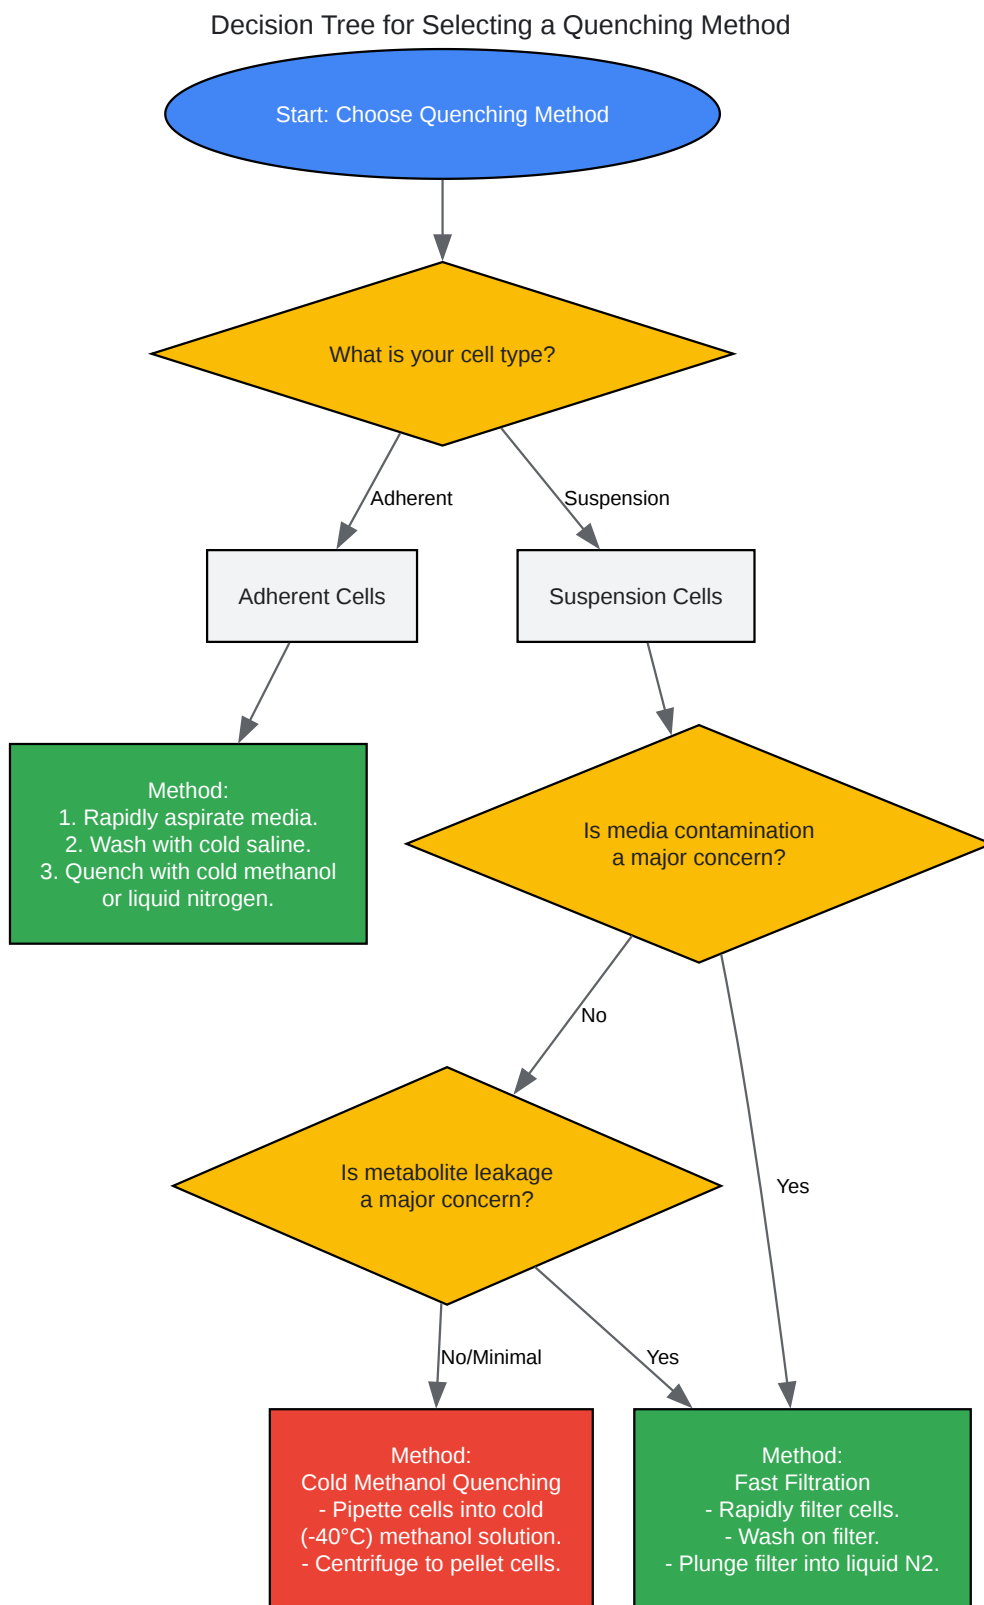 Decision Tree for Selecting a Quenching Method
Start: Choose Quenching Method
What is your cell type?
Adherent
Suspension
Adherent Cells
Suspension Cells
Method:
1. Rapidly aspirate media.
2. Wash with cold saline.
3. Quench with cold methanol
or liquid nitrogen.
Is media contamination
a major concern?
No
Yes
Is metabolite leakage
a major concern?
No/Minimal
Yes
Method:
Cold Methanol Quenching
- Pipette cells into cold
(-40°C) methanol solution.
- Centrifuge to pellet cells.
Method:
Fast Filtration
- Rapidly filter cells.
- Wash on filter.
- Plunge filter into liquid N2.